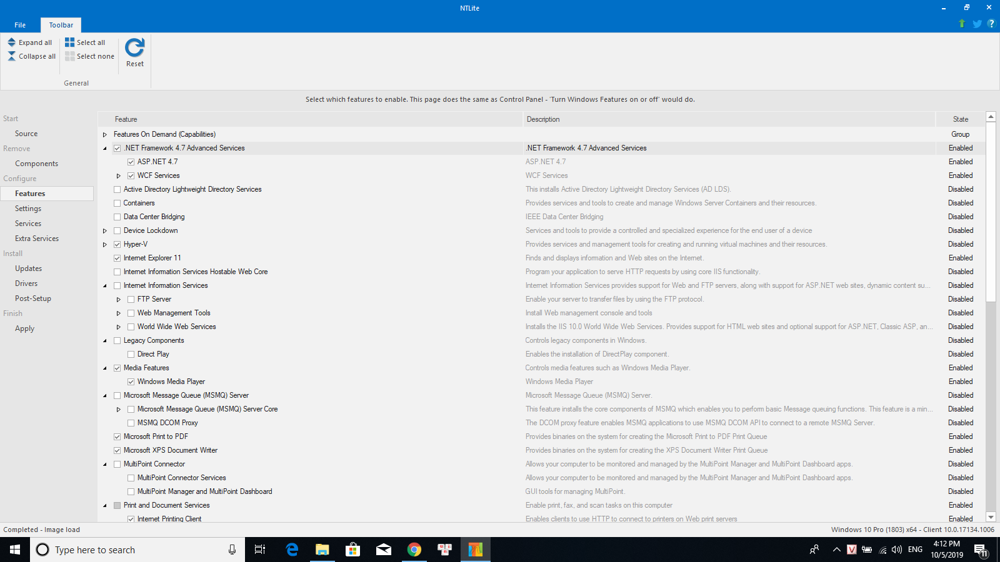 NTLite
File
Toolbar
Expand all
Collapse all
Select all
Select none
Reset
General
Select which features to enable. This page does the same as Control Panel - 'Turn Windows Features on or off' would do.
Start
Source
Remove
Components
Configure
Features
Settings
Services
Extra Services
Install
Updates
Drivers
Post-Setup
Finish
Apply
Feature Description State
Features On Demand (Capabilities) Group
.NET Framework 4.7 Advanced Services .NET Framework 4.7 Advanced Services Enabled
ASP.NET 4.7 ASP.NET 4.7 Enabled
WCF Services WCF Services Enabled
Active Directory Lightweight Directory Services This installs Active Directory Lightweight Directory Services (AD LDS). Disabled
Containers Provides services and tools to create and manage Windows Server Containers and their resources. Disabled
Data Center Bridging IEEE Data Center Bridging Disabled
Device Lockdown Services and tools to provide a controlled and specialized experience for the end user of a device Disabled
Hyper-V Provides services and management tools for creating and running virtual machines and their resources. Disabled
Internet Explorer 11 Finds and displays information and Web sites on the Internet. Enabled
Internet Information Services Hostable Web Core Program your application to serve HTTP requests by using core IIS functionality. Disabled
Internet Information Services Internet Information Services provides support for Web and FTP servers, along with support for ASP.NET web sites, dynamic content su... Disabled
FTP Server Enable your server to transfer files by using the FTP protocol. Disabled
Web Management Tools Install Web management console and tools Disabled
World Wide Web Services Installs the IIS 10.0 World Wide Web Services. Provides support for HTML web sites and optional support for ASP.NET, Classic ASP, an... Disabled
Legacy Components Controls legacy components in Windows. Disabled
Direct Play Enables the installation of DirectPlay component. Disabled
Media Features Controls media features such as Windows Media Player. Enabled
Windows Media Player Windows Media Player Enabled
Microsoft Message Queue (MSMQ) Server Microsoft Message Queue (MSMQ) Server. Disabled
Microsoft Message Queue (MSMQ) Server Core This feature installs the core components of MSMQ which enables you to perform basic Message queuing functions. This feature is a min... Disabled
MSMQ DCOM Proxy The DCOM proxy feature enables MSMQ applications to use MSMQ DCOM API to connect to a remote MSMQ Server. Disabled
Microsoft Print to PDF Provides binaries on the system for creating the Microsoft Print to PDF Print Queue Enabled
Microsoft XPS Document Writer Provides binaries on the system for creating the XPS Document Writer Print Queue Enabled
MultiPoint Connector Allows your computer to be monitored and managed by the MultiPoint Manager and MultiPoint Dashboard apps. Disabled
MultiPoint Connector Services Allows your computer to be monitored and managed by the MultiPoint Manager and MultiPoint Dashboard apps. Disabled
MultiPoint Manager and MultiPoint Dashboard GUI tools for managing MultiPoint. Disabled
Print and Document Services Enable print, fax, and scan tasks on this computer Enabled
Internet Printing Client Enables clients to use HTTP to connect to printers on Web print servers Enabled
Completed - Image load
Windows 10 Pro (1803) x64 - Client 10.0.17134.1006
Type here to search
ENG
4:12 PM
10/5/2019
11